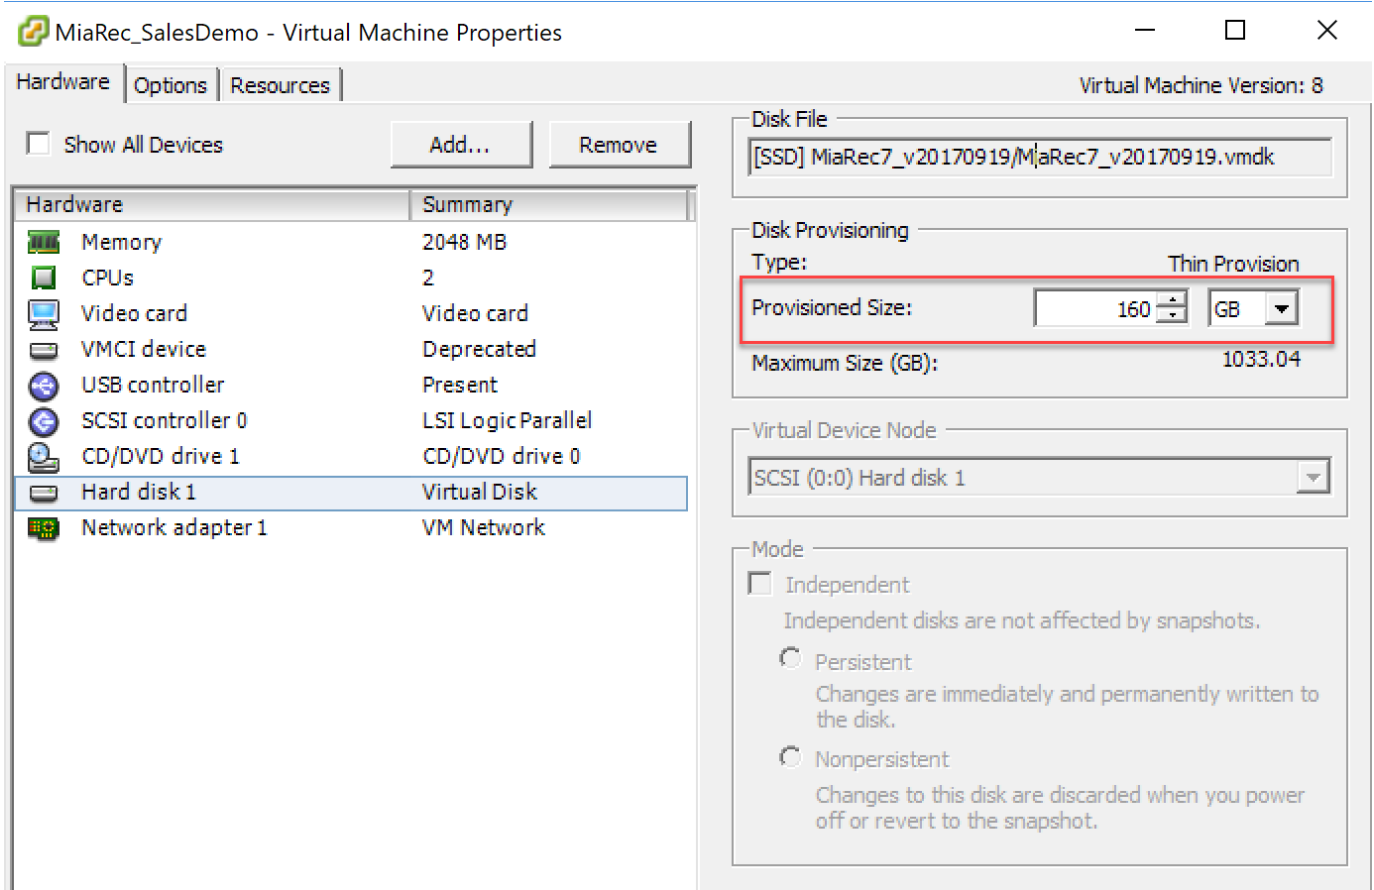 MiaRec_SalesDemo - Virtual Machine Properties
Hardware Options Resources
Virtual Machine Version: 8
Show All Devices
Add...
Remove
Hardware Summary
Memory 2048 MB
CPUs 2
Video card Video card
VMCI device Deprecated
USB controller Present
SCSI controller 0 LSI Logic Parallel
CD/DVD drive 1 CD/DVD drive 0
Hard disk 1 Virtual Disk
Network adapter 1 VM Network
Disk File
[SSD] MiaRec7_v20170919/MiaRec7_v20170919.vmdk
Disk Provisioning
Type: Thin Provision
Provisioned Size: 160 GB
Maximum Size (GB): 1033.04
Virtual Device Node
SCSI (0:0) Hard disk 1
Mode
Independent
Independent disks are not affected by snapshots.
Persistent
Changes are immediately and permanently written to
the disk.
Nonpersistent
Changes to this disk are discarded when you power
off or revert to the snapshot.